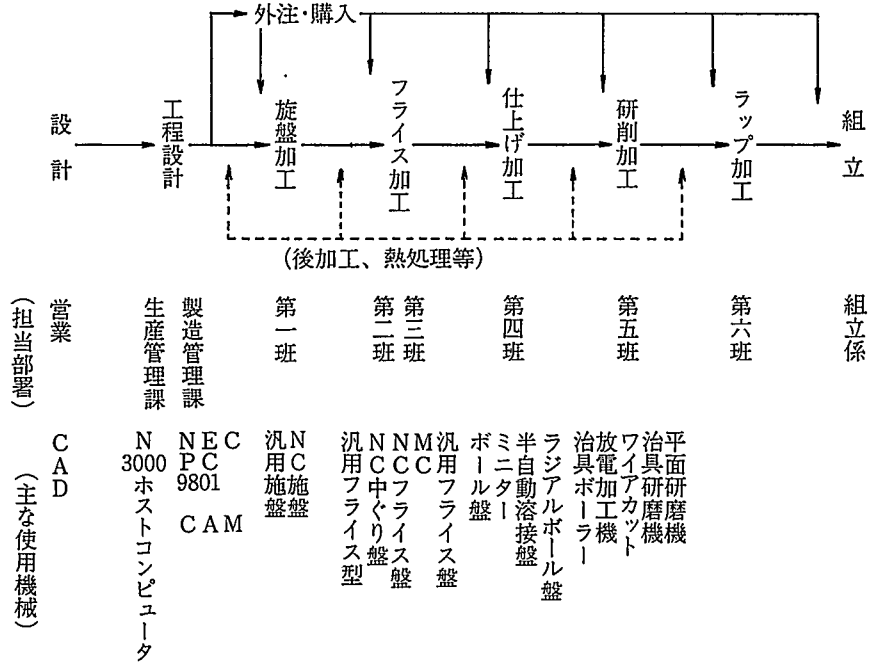 外注・購入
設計
工程設計
旋盤加工
フライス加工
仕上げ加工
研削加工
ラップ加工
組立
(後加工、熱処理等)
(担当部署)
営業
生産管理課
製造管理課
第一班
第二班
第三班
第四班
第五班
第六班
組立係
(主な使用機械)
CAD
N3000ホストコンピュータ
NEC
PC
9801
CAM
汎用施盤
NC施盤
汎用フライス型
NC中ぐり盤
NCフライス盤
MC
汎用フライス盤
ボール盤
ミニター
半自動溶接盤
ラジアルボール盤
治具ボーラー
放電加工機
ワイアカット
治具研磨機
平面研磨機